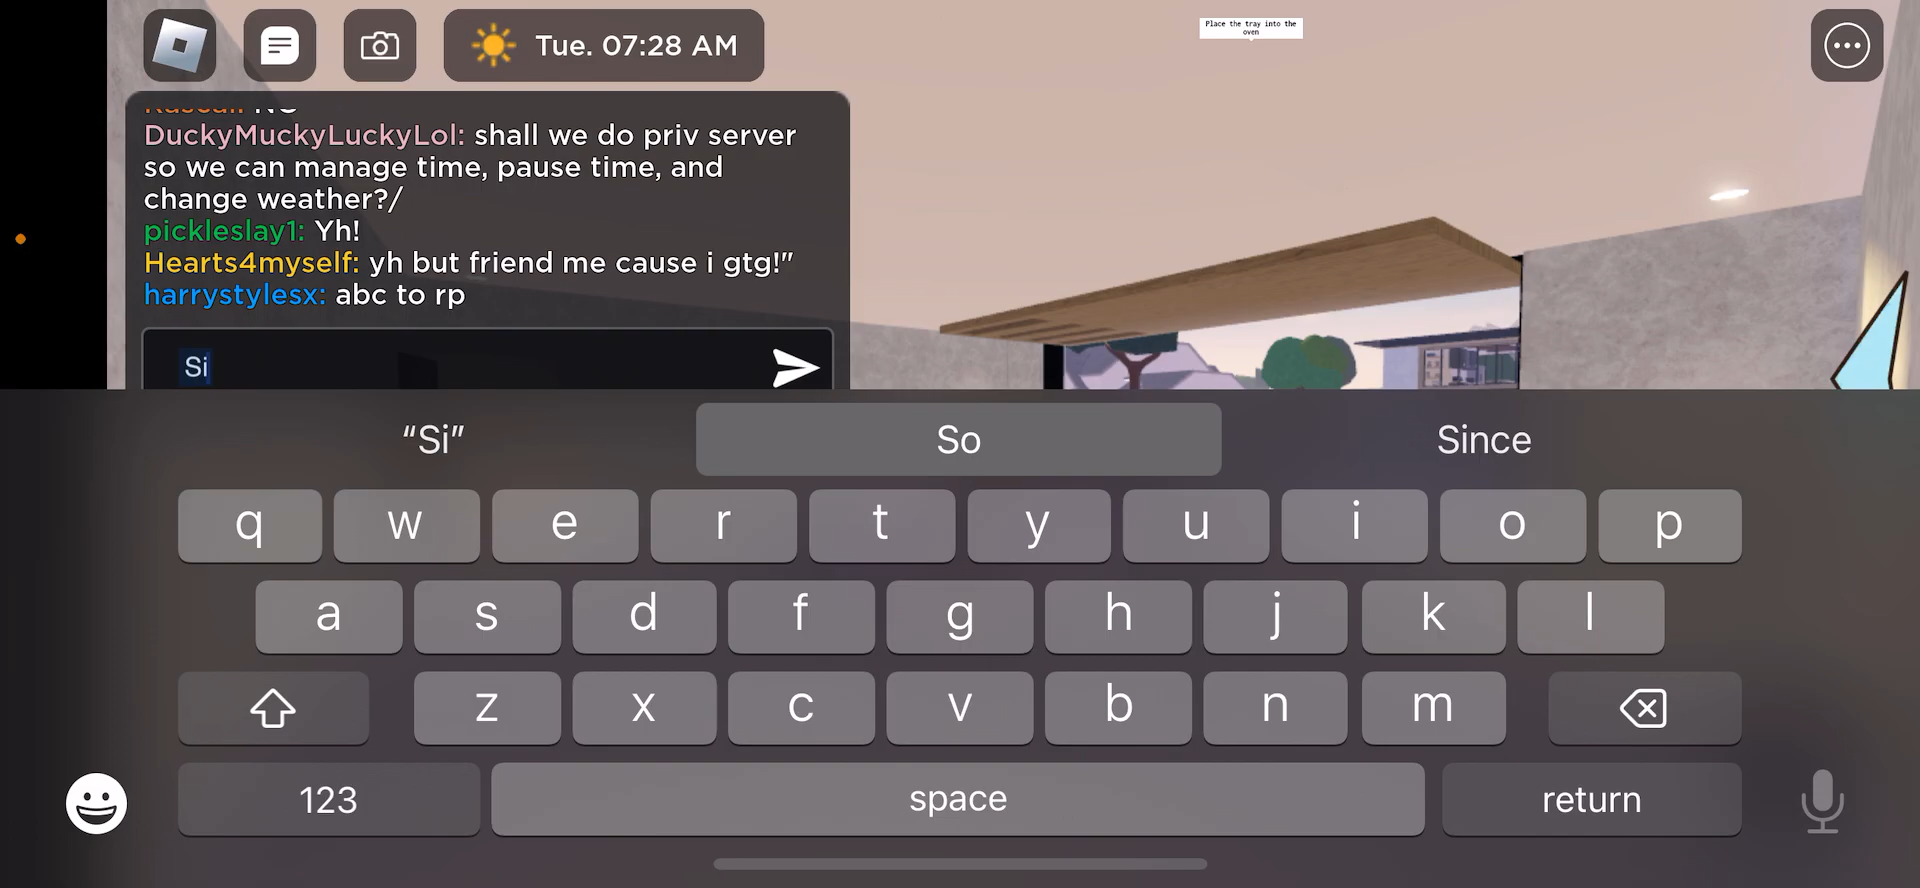 Tue. 07:28 AM
Place the tray into the
oven
DuckyMuckyLuckyLol: shall we do priv server
so we can manage time, pause time, and
change weather?/
pickleslay1: Yh!
Hearts4myself: yh but friend me cause i gtg!"
harrystylesx: abc to rp
Si
“Si” So Since
q w e r t y u i o p
a s d f g h j k l
z x c v b n m
123 space return